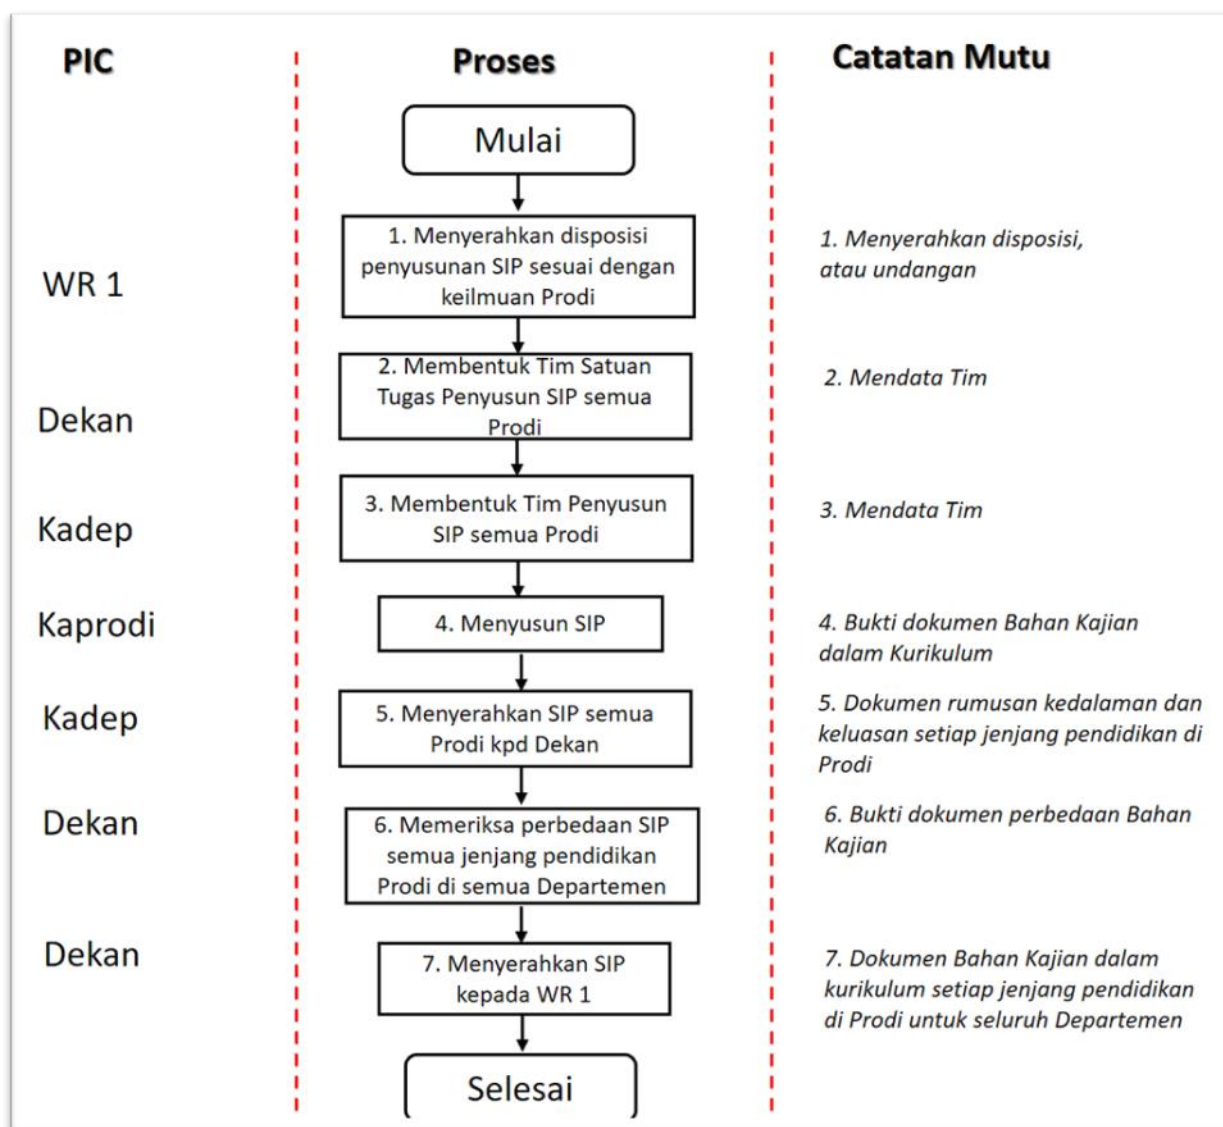 PIC
Proses
Catatan Mutu
Mulai
WR 1
1. Menyerahkan disposisi
penyusunan SIP sesuai dengan
keilmuan Prodi
1. Menyerahkan disposisi,
atau undangan
Dekan
2. Membentuk Tim Satuan
Tugas Penyusun SIP semua
Prodi
2. Mendata Tim
Kadep
3. Membentuk Tim Penyusun
SIP semua Prodi
3. Mendata Tim
Kaprodi
4. Menyusun SIP
4. Bukti dokumen Bahan Kajian
dalam Kurikulum
Kadep
5. Menyerahkan SIP semua
Prodi kpd Dekan
5. Dokumen rumusan kedalaman dan
keluasan setiap jenjang pendidikan di
Prodi
Dekan
6. Memeriksa perbedaan SIP
semua jenjang pendidikan
Prodi di semua Departemen
6. Bukti dokumen perbedaan Bahan
Kajian
Dekan
7. Menyerahkan SIP
kepada WR 1
7. Dokumen Bahan Kajian dalam
kurikulum setiap jenjang pendidikan
di Prodi untuk seluruh Departemen
Selesai